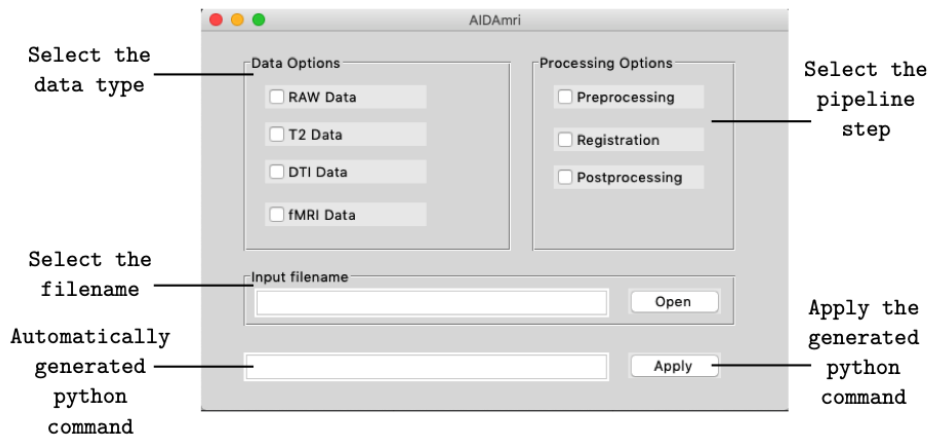 AIDAmri
Select the
data type
Data Options
RAW Data
T2 Data
DTI Data
fMRI Data
Processing Options
Preprocessing
Registration
Postprocessing
Select the
pipeline
step
Select the
filename
Input filename
Open
Automatically
generated
python
command
Apply
Apply the
generated
python
command